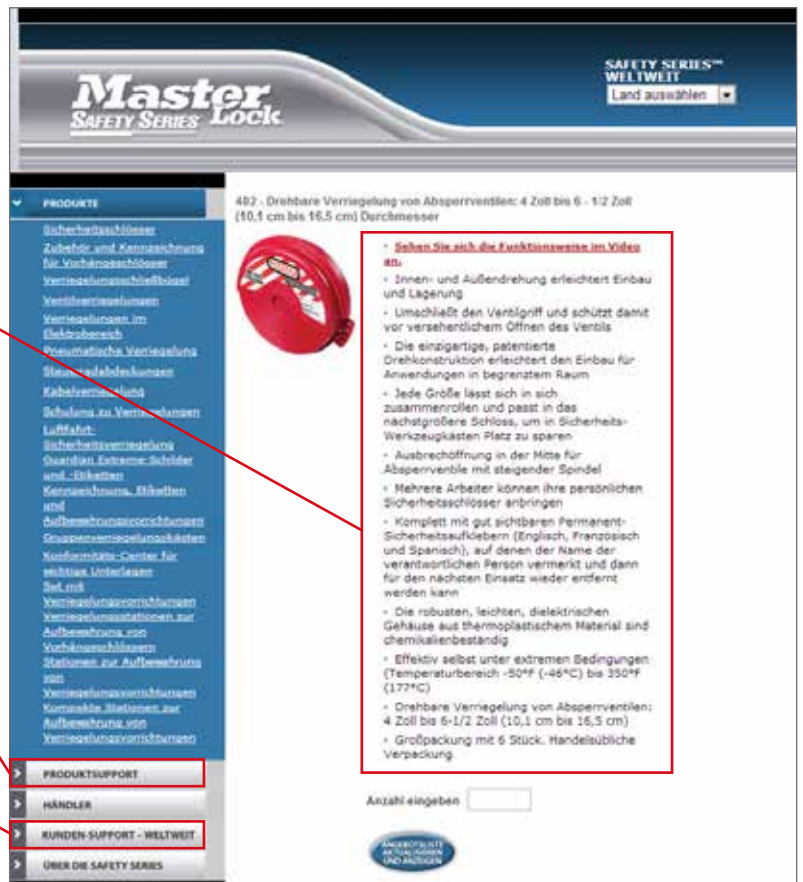 Master Lock
SAFETY SERIES
SAFETY SERIES™
WELTWEIT
Land auswählen
PRODUKTE
Sicherheitsschlösser
Zubehör und Kennzeichnung
für Vorhängeschlösser
Verriegelungsschließbügel
Ventilverriegelungen
Verriegelungen im
Elektrobereich
Pneumatische Verriegelung
Steuerradabdeckungen
Kabelverriegelung
Schulung zu Verriegelungen
Luftfahrt-
Sicherheitsverriegelung
Guardian Extreme-Schilder
und -Etiketten
Kennzeichnung, Etiketten
und
Aufbewahrungsvorrichtungen
Gruppenverriegelungskästen
Konformitäts-Center für
wichtige Unterlagen
Set mit
Verriegelungsvorrichtungen
Verriegelungsstationen zur
Aufbewahrung von
Vorhängeschlössern
Stationen zur Aufbewahrung
von
Verriegelungsvorrichtungen
Kompakte Stationen zur
Aufbewahrung von
Verriegelungsvorrichtungen
PRODUKTSUPPORT
HÄNDLER
KUNDEN-SUPPORT - WELTWEIT
ÜBER DIE SAFETY SERIES
482 - Drehbare Verriegelung von Absperrventilen: 4 Zoll bis 6 - 1/2 Zoll
(10,1 cm bis 16,5 cm) Durchmesser
• Sehen Sie sich die Funktionsweise im Video
an.
• Innen- und Außendrehung erleichtert Einbau
und Lagerung
• Umschließt den Ventilgriff und schützt damit
vor versehentlichem Öffnen des Ventils
• Die einzigartige, patentierte
Drehkonstruktion erleichtert den Einbau für
Anwendungen in begrenztem Raum
• Jede Größe lässt sich in sich
zusammenrollen und passt in das
nächstgrößere Schloss, um in Sicherheits-
Werkzeugkästen Platz zu sparen
• Ausbrechöffnung in der Mitte für
Absperrventile mit steigender Spindel
• Mehrere Arbeiter können ihre persönlichen
Sicherheitsschlösser anbringen
• Komplett mit gut sichtbaren Permanent-
Sicherheitsaufklebern (Englisch, Französisch
und Spanisch), auf denen der Name der
verantwortlichen Person vermerkt und dann
für den nächsten Einsatz wieder entfernt
werden kann
• Die robusten, leichten, dielektrischen
Gehäuse aus thermoplastischem Material sind
chemikalienbeständig
• Effektiv selbst unter extremen Bedingungen
(Temperaturbereich -50°F (-46°C) bis 350°F
(177°C)
• Drehbare Verriegelung von Absperrventilen:
4 Zoll bis 6-1/2 Zoll (10,1 cm bis 16,5 cm)
• Großpackung mit 6 Stück. Handelsübliche
Verpackung
Anzahl eingeben
ANGEBOTSLISTE
AKTUALISIEREN
UND ANZEIGEN